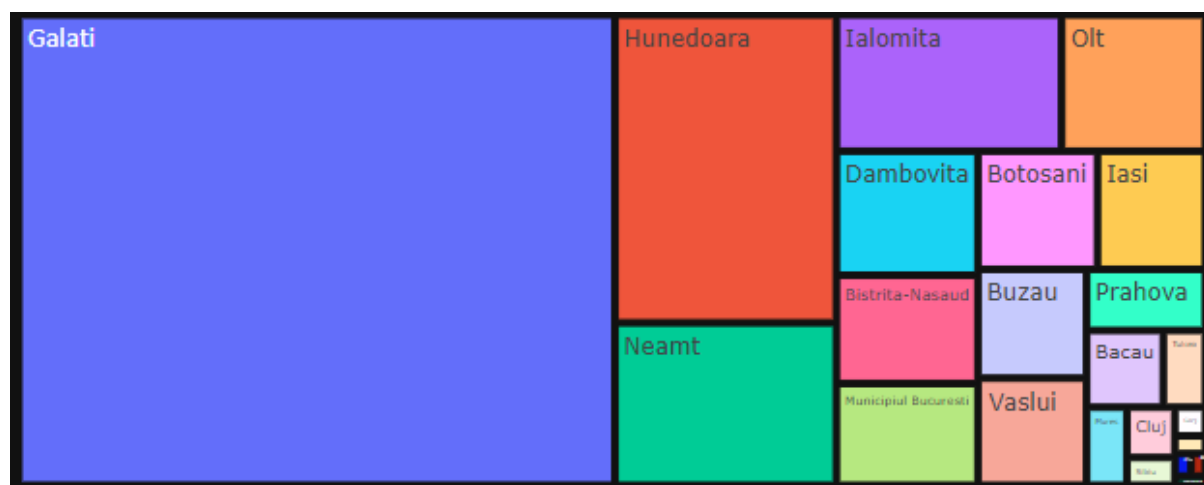 Galati
Hunedoara
Neamt
Ialomita
Olt
Dambovita
Botosani
Iasi
Bistrita-Nasaud
Buzau
Prahova
Municipiul Bucuresti
Vaslui
Bacau
Cluj